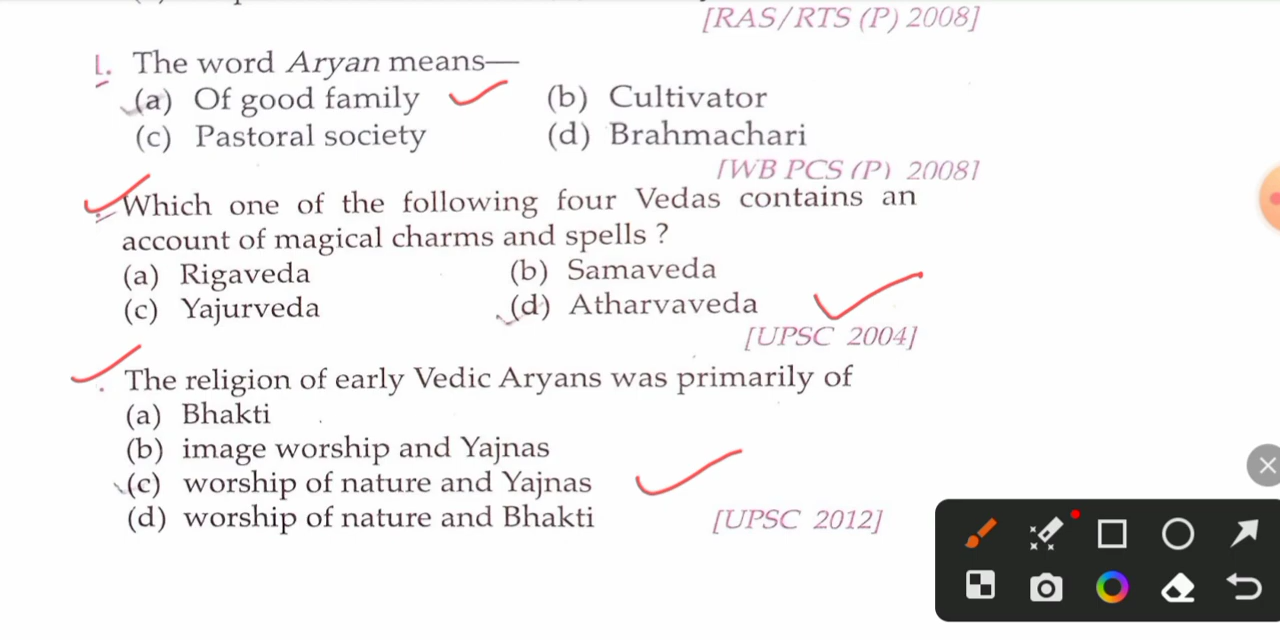 [RAS/RTS (P) 2008]
1. The word Aryan means—
(a) Of good family (b) Cultivator
(c) Pastoral society (d) Brahmachari
[WB PCS (P) 2008]
Which one of the following four Vedas contains an
account of magical charms and spells ?
(a) Rigaveda (b) Samaveda
(c) Yajurveda (d) Atharvaveda
[UPSC 2004]
The religion of early Vedic Aryans was primarily of
(a) Bhakti
(b) image worship and Yajnas
(c) worship of nature and Yajnas
(d) worship of nature and Bhakti [UPSC 2012]